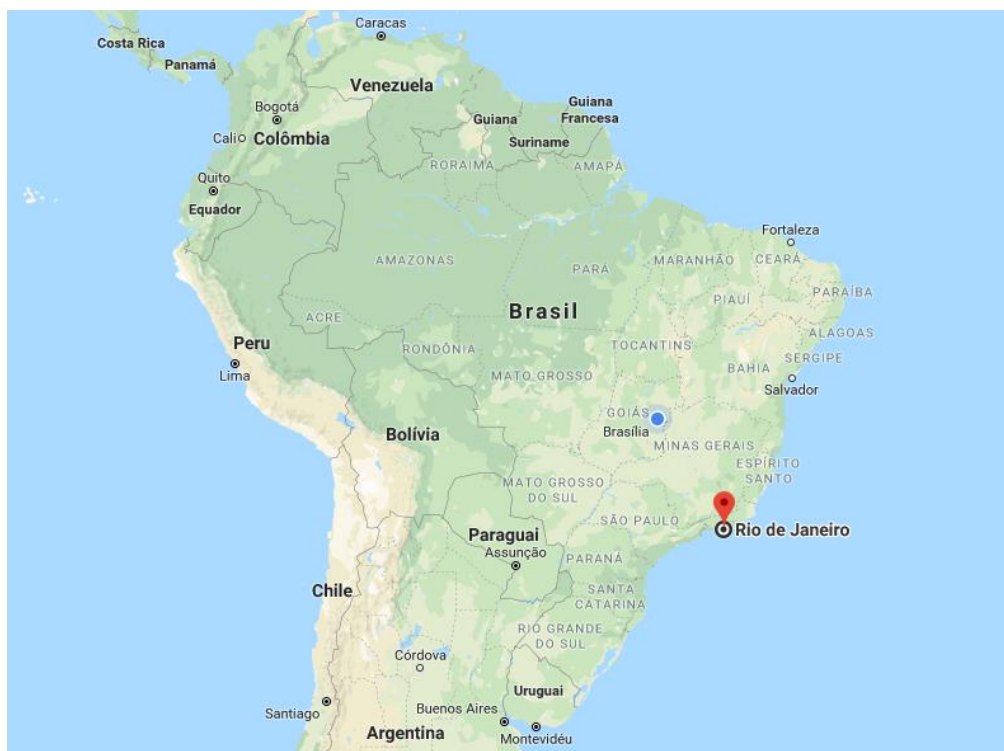 Caracas
Costa Rica
Panamá
Venezuela
Bogotá
Guiana
Guiana
Francesa
Cali
Colômbia
Suriname
RORAIMA
AMAPÁ
Quito
Equador
Fortaleza
AMAZONAS
PARÁ
MARANHÃO
CEARÁ
PARAÍBA
PIAUÍ
Brasil
ACRE
Peru
RONDÔNIA
TOCANTINS
ALAGOAS
SERGIPE
Lima
MATO GROSSO
BAHIA
Salvador
GOIÁS
Brasília
Bolívia
MINAS GERAIS
ESPÍRITO
SANTO
MATO GROSSO
DO SUL
SÃO PAULO
Rio de Janeiro
Paraguai
Assunção
PARANÁ
Chile
SANTA
CATARINA
RIO GRANDE
DO SUL
Córdova
Uruguai
Santiago
Buenos Aires
Argentina
Montevidéu